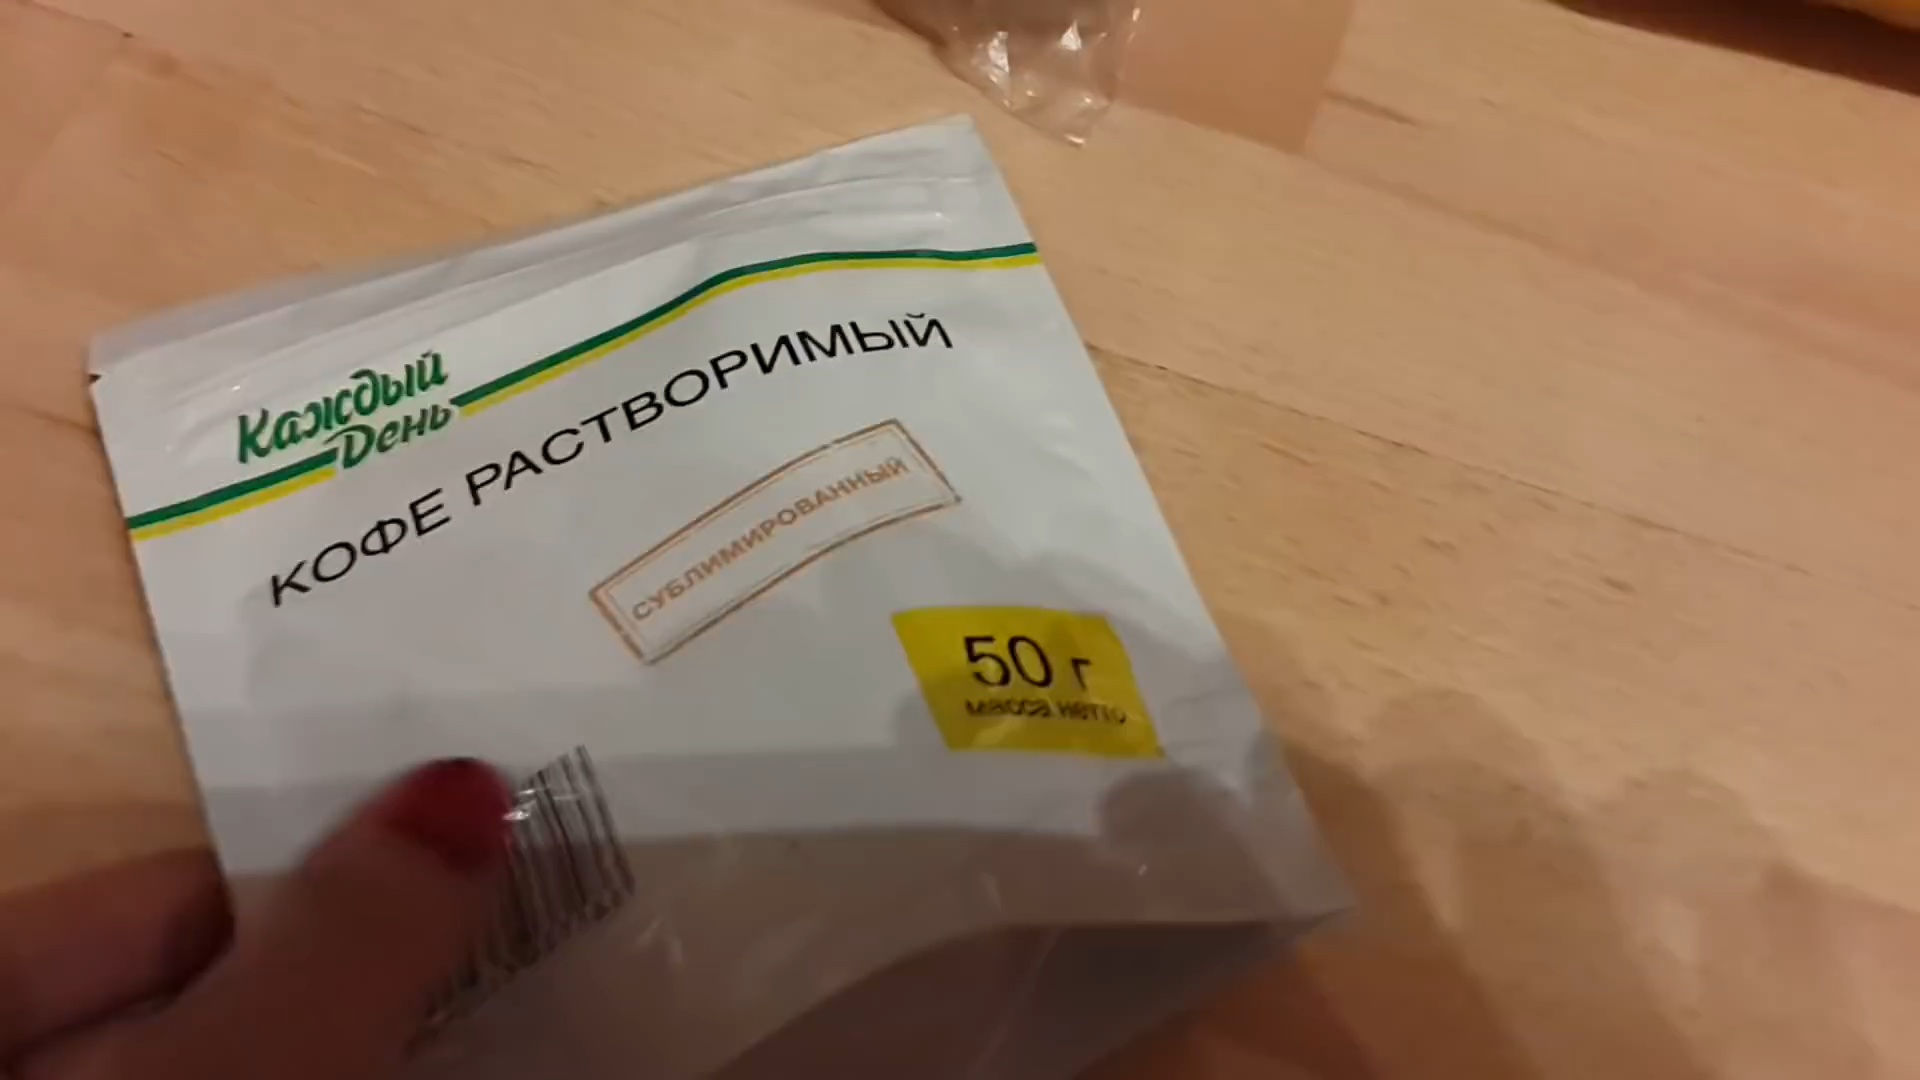 Каждый
День
КОФЕ РАСТВОРИМЫЙ
СУБЛИМИРОВАННЫЙ
50 г
масса нетто